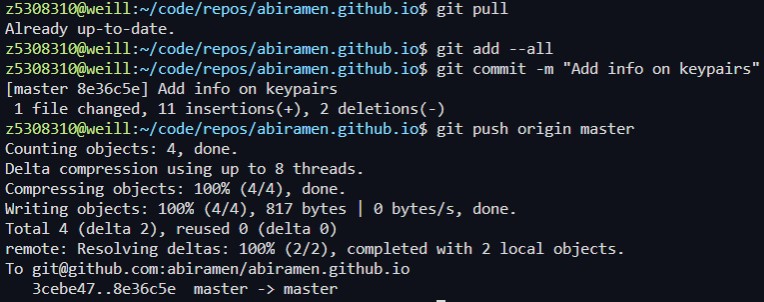 z5308310@weill:~/code/repos/abiramen.github.io$ git pull
Already up-to-date.
z5308310@weill:~/code/repos/abiramen.github.io$ git add --all
z5308310@weill:~/code/repos/abiramen.github.io$ git commit -m "Add info on keypairs"
[master 8e36c5e] Add info on keypairs
 1 file changed, 11 insertions(+), 2 deletions(-)
z5308310@weill:~/code/repos/abiramen.github.io$ git push origin master
Counting objects: 4, done.
Delta compression using up to 8 threads.
Compressing objects: 100% (4/4), done.
Writing objects: 100% (4/4), 817 bytes | 0 bytes/s, done.
Total 4 (delta 2), reused 0 (delta 0)
remote: Resolving deltas: 100% (2/2), completed with 2 local objects.
To git@github.com:abiramen/abiramen.github.io
   3cebe47..8e36c5e  master -> master